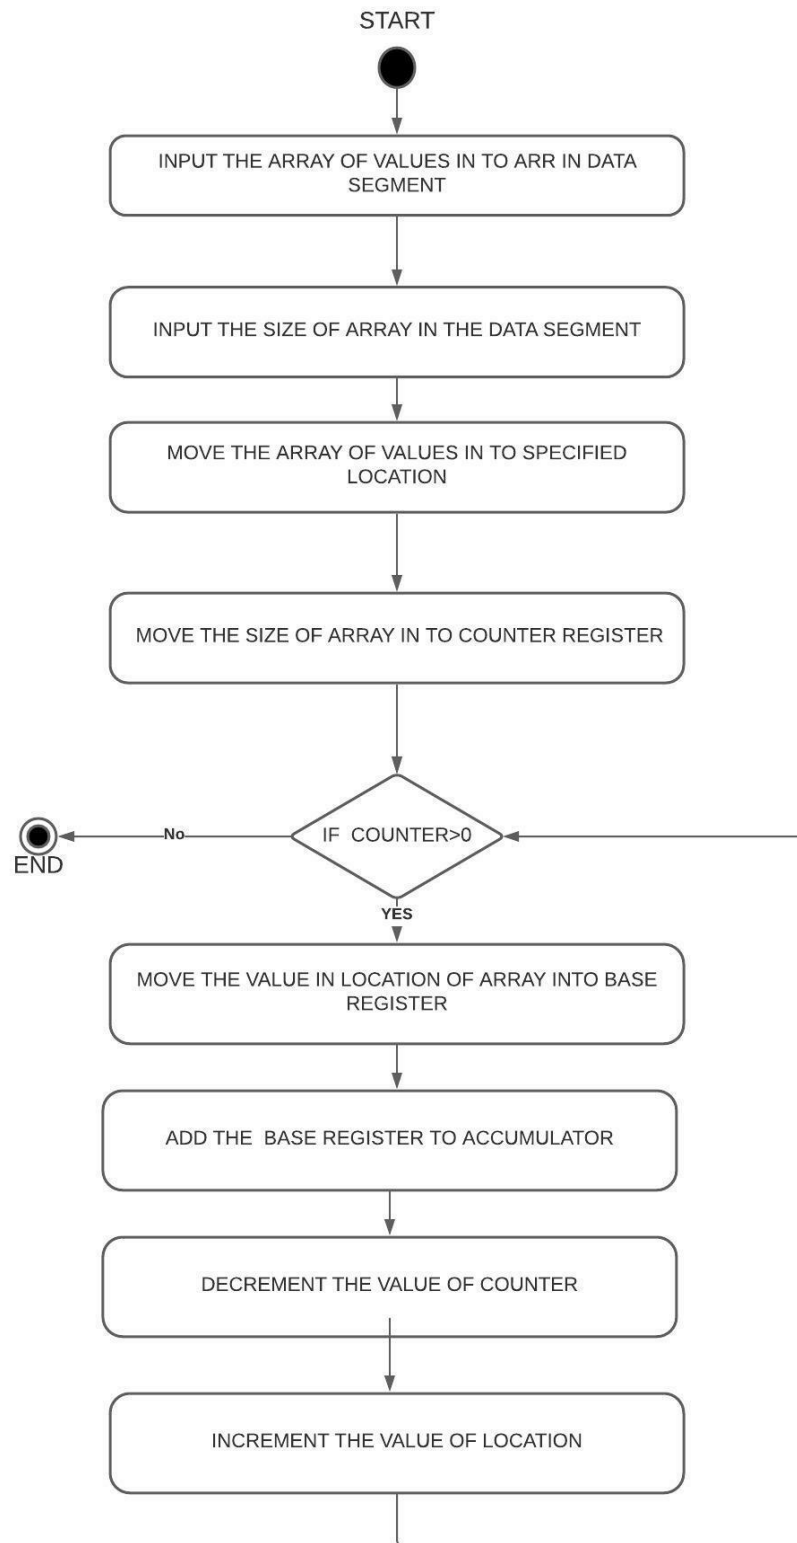 START
INPUT THE ARRAY OF VALUES IN TO ARR IN DATA
SEGMENT
INPUT THE SIZE OF ARRAY IN THE DATA SEGMENT
MOVE THE ARRAY OF VALUES IN TO SPECIFIED
LOCATION
MOVE THE SIZE OF ARRAY IN TO COUNTER REGISTER
IF COUNTER>0
No
END
YES
MOVE THE VALUE IN LOCATION OF ARRAY INTO BASE
REGISTER
ADD THE BASE REGISTER TO ACCUMULATOR
DECREMENT THE VALUE OF COUNTER
INCREMENT THE VALUE OF LOCATION